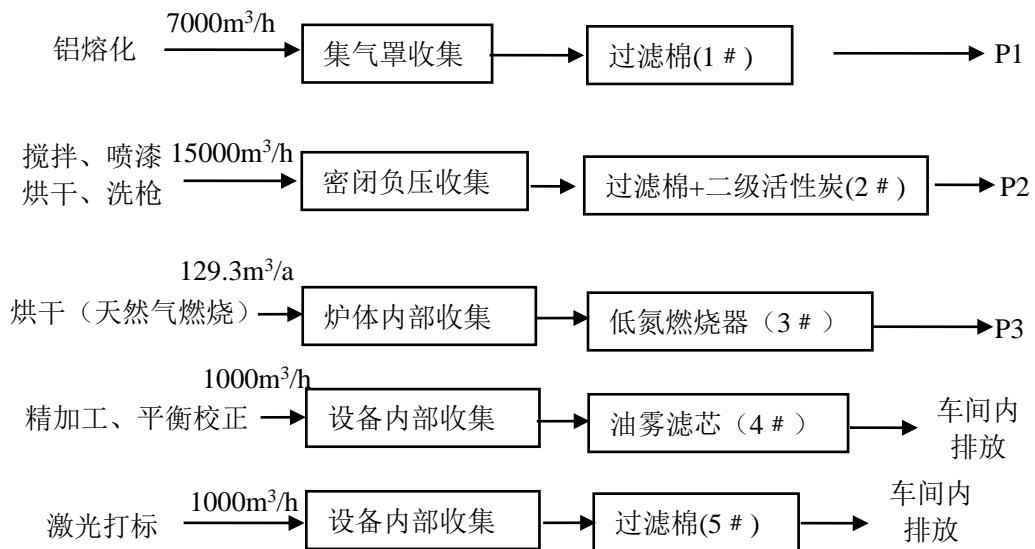 铝熔化 7000m³/h 集气罩收集 过滤棉(1＃) P1
搅拌、喷漆 15000m³/h
烘干、洗枪 密闭负压收集 过滤棉+二级活性炭(2＃) P2
129.3m³/a
烘干（天然气燃烧） 炉体内部收集 低氮燃烧器（3＃） P3
1000m³/h
精加工、平衡校正 设备内部收集 油雾滤芯（4＃） 车间内
排放
激光打标 1000m³/h 设备内部收集 过滤棉(5＃) 车间内
排放